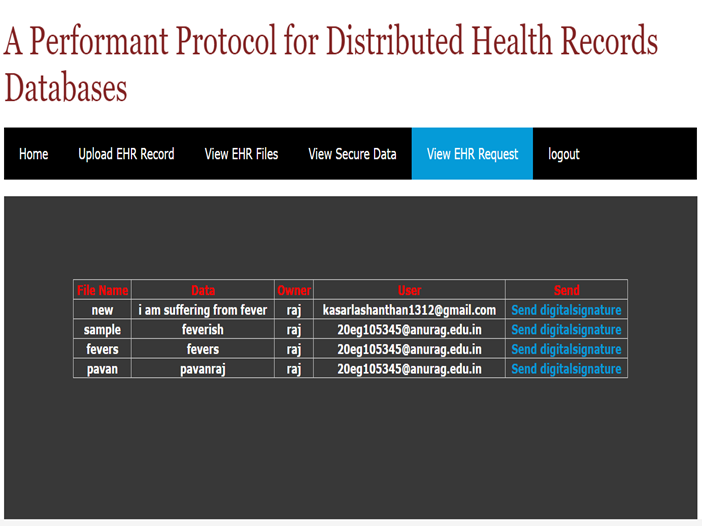 A Performant Protocol for Distributed Health Records
Databases
Home Upload EHR Record View EHR Files View Secure Data View EHR Request logout
File Name Data Owner User Send
new i am suffering from fever raj kasarlashanthan1312@gmail.com Send digitalsignature
sample feverish raj 20eg105345@anurag.edu.in Send digitalsignature
fevers fevers raj 20eg105345@anurag.edu.in Send digitalsignature
pavan pavanraj raj 20eg105345@anurag.edu.in Send digitalsignature